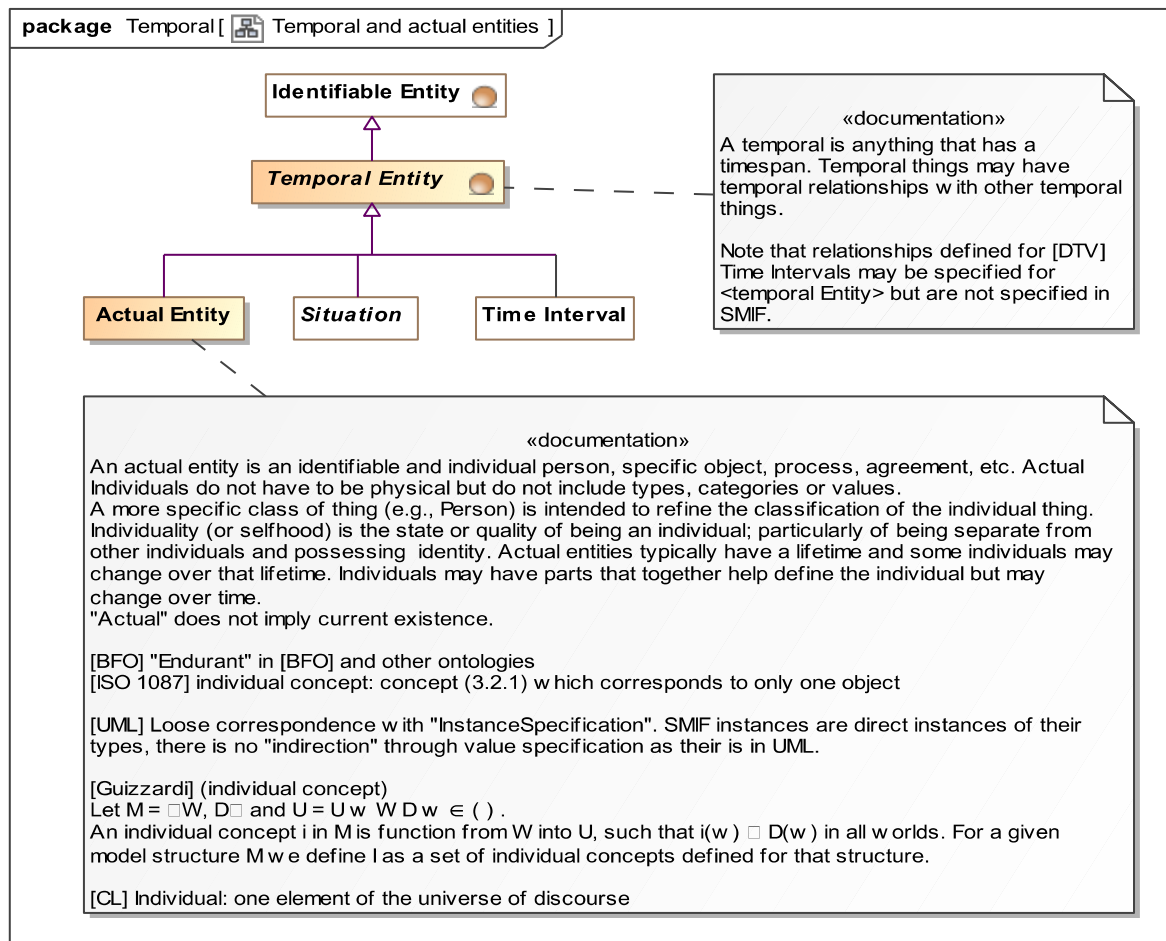 package Temporal [ Temporal and actual entities ]
Identifiable Entity
Temporal Entity
Actual Entity
Situation
Time Interval
«documentation»
A temporal is anything that has a
timespan. Temporal things may have
temporal relationships with other temporal
things.
Note that relationships defined for [DTV]
Time Intervals may be specified for
<temporal Entity> but are not specified in
SMIF.
«documentation»
An actual entity is an identifiable and individual person, specific object, process, agreement, etc. Actual
Individuals do not have to be physical but do not include types, categories or values.
A more specific class of thing (e.g., Person) is intended to refine the classification of the individual thing.
Individuality (or selfhood) is the state or quality of being an individual; particularly of being separate from
other individuals and possessing identity. Actual entities typically have a lifetime and some individuals may
change over that lifetime. Individuals may have parts that together help define the individual but may
change over time.
"Actual" does not imply current existence.
[BFO] "Endurant" in [BFO] and other ontologies
[ISO 1087] individual concept: concept (3.2.1) which corresponds to only one object
[UML] Loose correspondence with "InstanceSpecification". SMIF instances are direct instances of their
types, there is no "indirection" through value specification as their is in UML.
[Guizzardi] (individual concept)
Let M = □W, D□ and U = U w W D w ∈ ( ) .
An individual concept i in M is function from W into U, such that i(w) □ D(w) in all worlds. For a given
model structure M we define I as a set of individual concepts defined for that structure.
[CL] Individual: one element of the universe of discourse